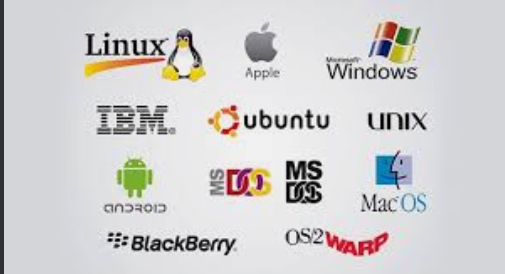 Linux
Apple
Microsoft
Windows
IBM
ubuntu
UNIX
android
MS DOS
MS
DOS
Mac OS
BlackBerry
OS/2 WARP